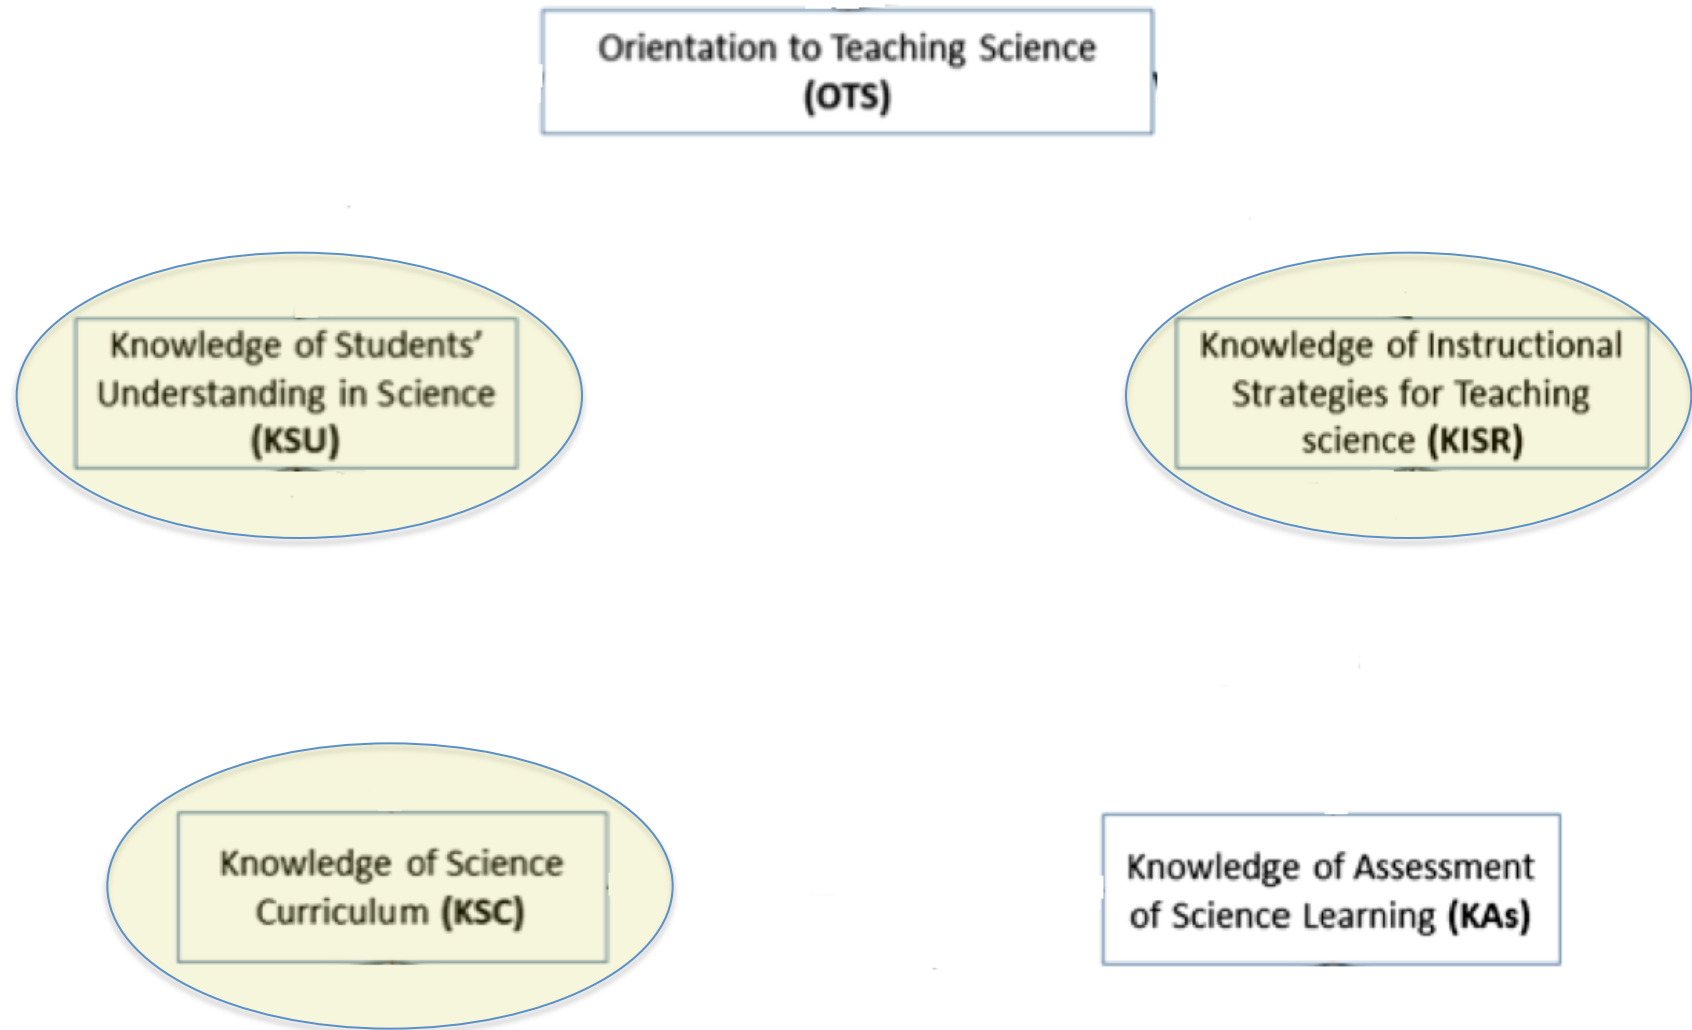 Orientation to Teaching Science
(OTS)
Knowledge of Students’
Understanding in Science
(KSU)
Knowledge of Instructional
Strategies for Teaching
science (KISR)
Knowledge of Science
Curriculum (KSC)
Knowledge of Assessment
of Science Learning (KAs)